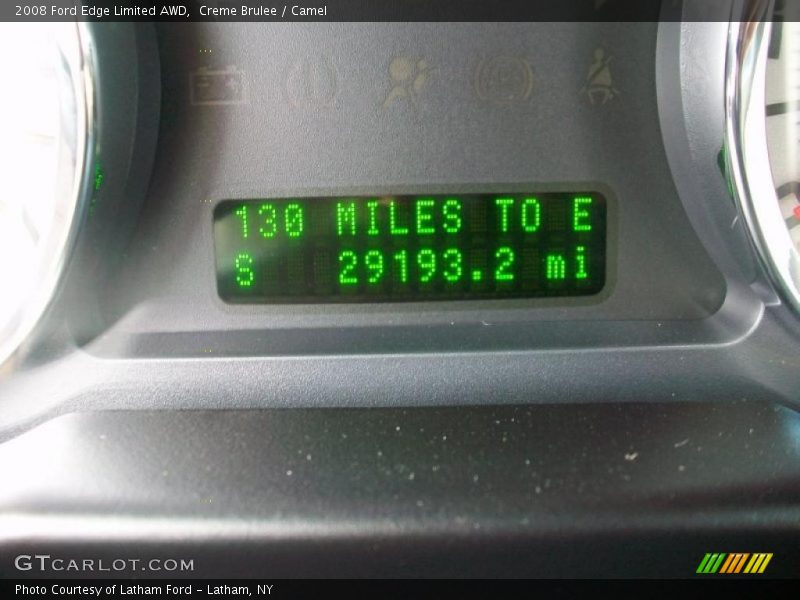 2008 Ford Edge Limited AWD,  Creme Brulee / Camel
130 MILES TO E
S 29193.2 mi
GTCARLOT.COM
Photo Courtesy of Latham Ford - Latham, NY